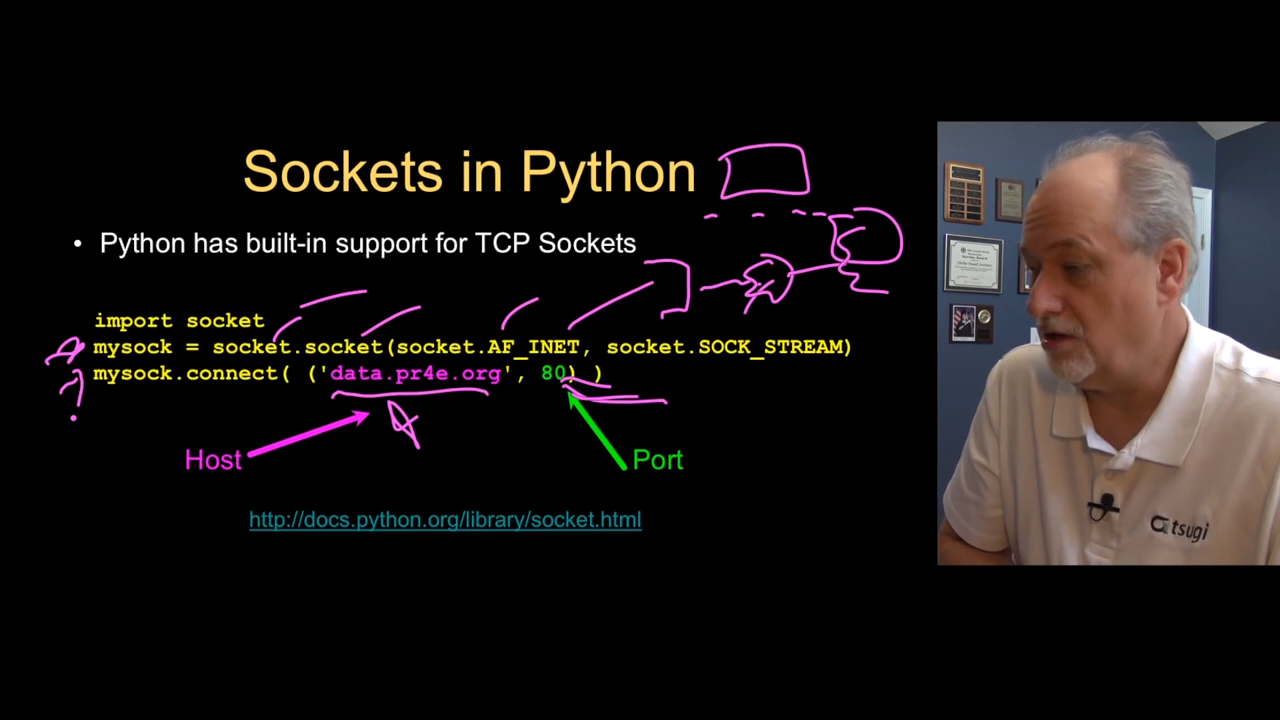 Sockets in Python
• Python has built-in support for TCP Sockets
import socket
mysock = socket.socket(socket.AF_INET, socket.SOCK_STREAM)
mysock.connect( ('data.pr4e.org', 80) )
?
Host
Port
http://docs.python.org/library/socket.html
tsugi